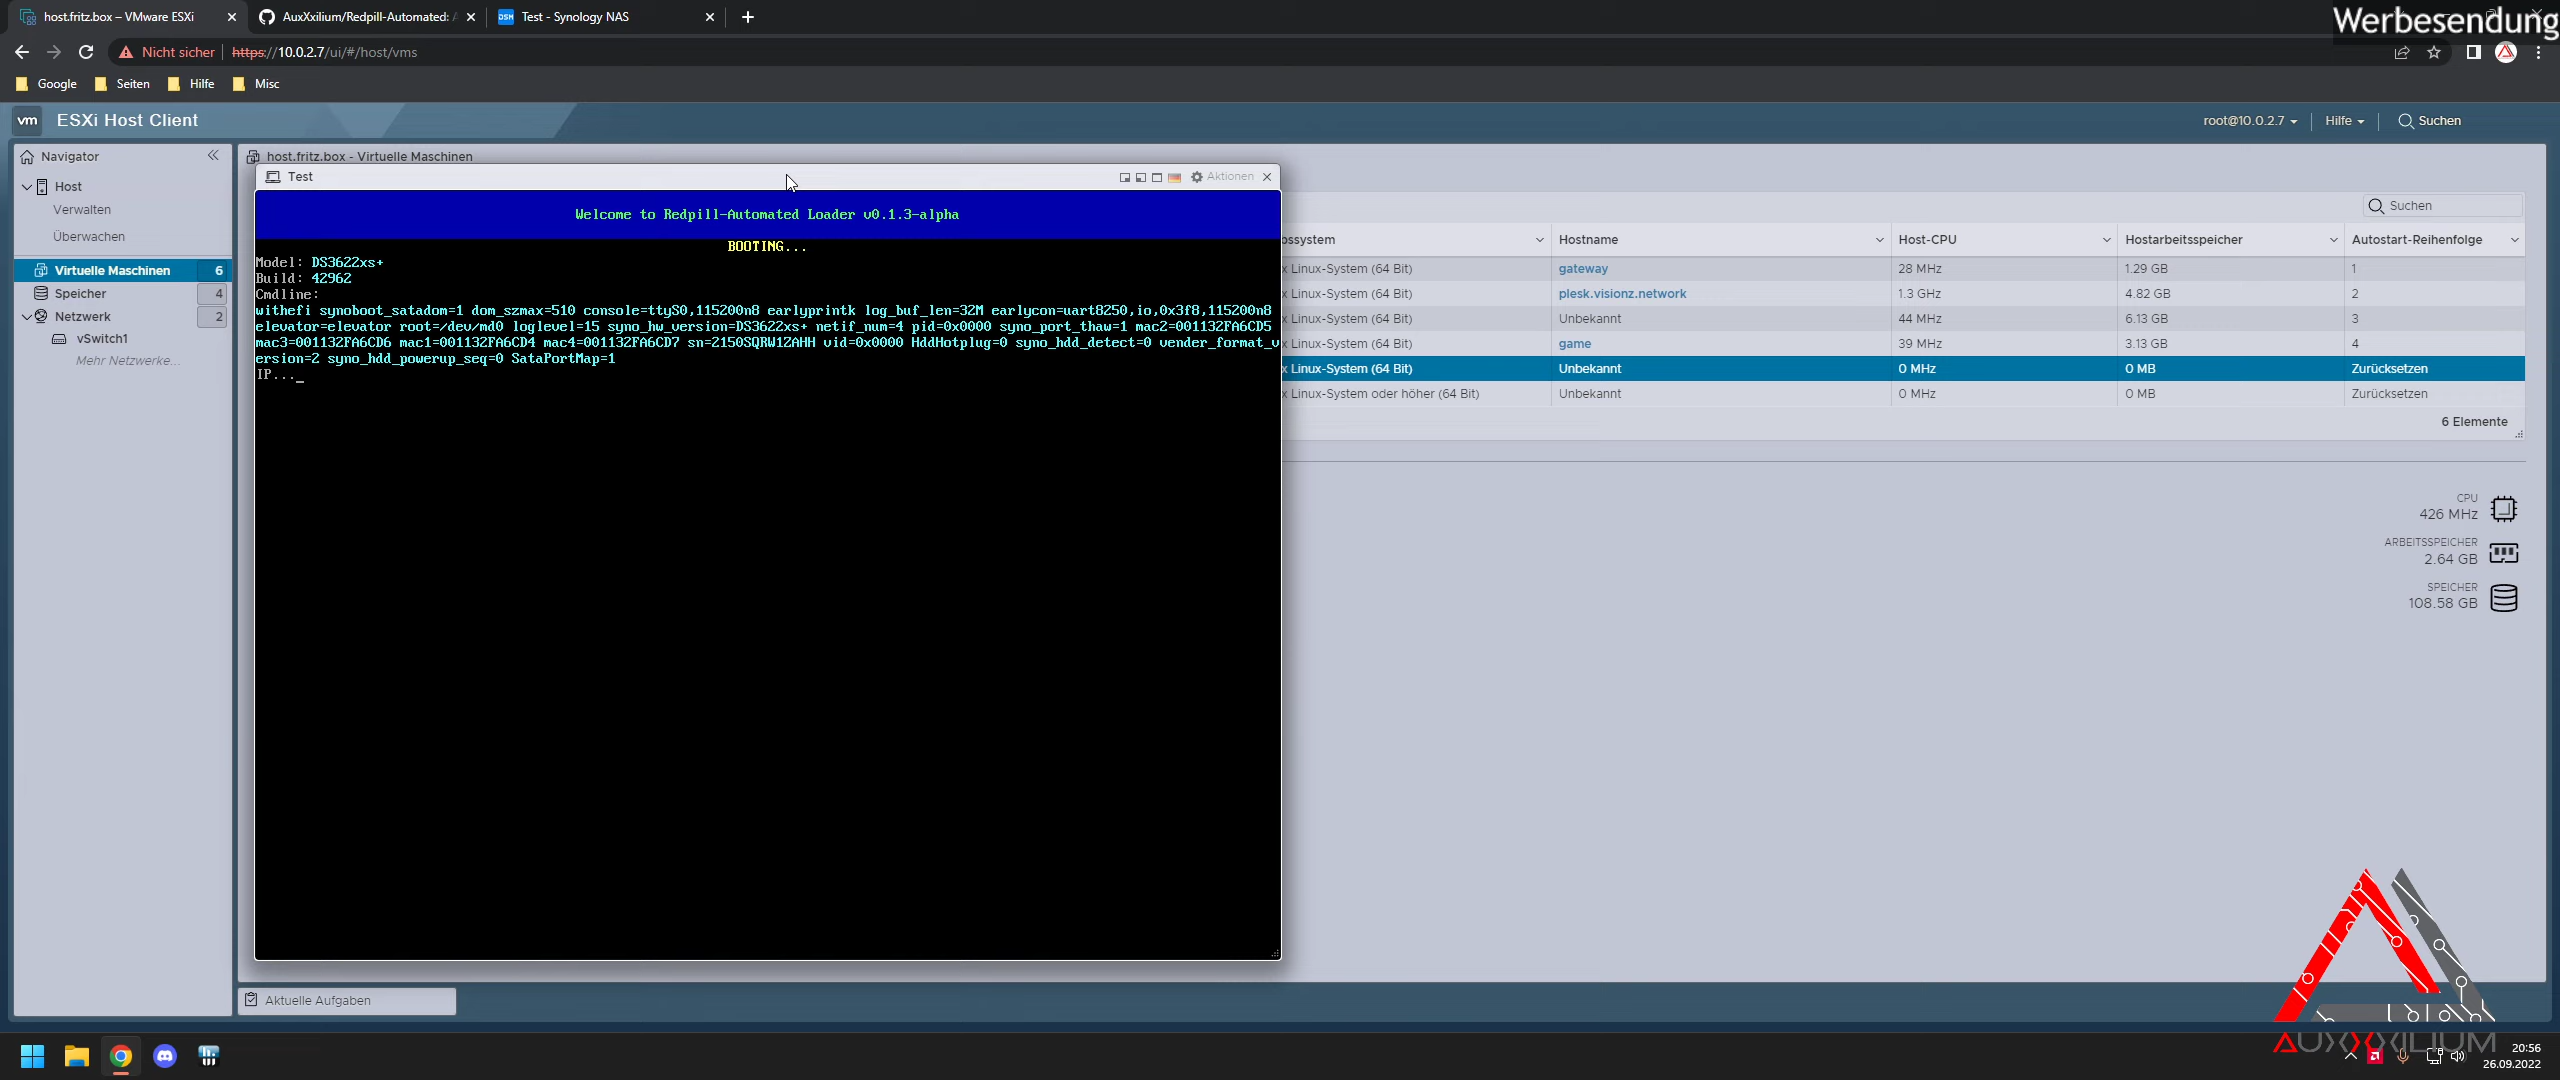 host.fritz.box – VMware ESXi
AuxXxilium/Redpill-Automated: A
Test - Synology NAS
Werbesendung
Nicht sicher
https://10.0.2.7/ui/#/host/vms
Google
Seiten
Hilfe
Misc
vm
ESXi Host Client
root@10.0.2.7
Hilfe
Suchen
Navigator
host.fritz.box - Virtuelle Maschinen
Host
Verwalten
Überwachen
Virtuelle Maschinen 6
Speicher 4
Netzwerk 2
vSwitch1
Mehr Netzwerke...
Test
Aktionen
Welcome to Redpill-Automated Loader v0.1.3-alpha
BOOTING...
Model: DS3622xs+
Build: 42962
Cmdline:
withefi synoboot_satadom=1 dom_szmax=510 console=ttyS0,115200n8 earlyprintk log_buf_len=32M earlycon=uart8250,io,0x3f8,115200n8
elevator=elevator root=/dev/md0 loglevel=15 syno_hw_version=DS3622xs+ netif_num=4 pid=0x0000 syno_port_thaw=1 mac2=001132FA6CD5
mac3=001132FA6CD6 mac1=001132FA6CD4 mac4=001132FA6CD7 sn=2150SQRW1ZAHH vid=0x0000 HddHotplug=0 syno_hdd_detect=0 vender_format_v
ersion=2 syno_hdd_powerup_seq=0 SataPortMap=1
IP..._
Suchen
ssystem Hostname Host-CPU Hostarbeitsspeicher Autostart-Reihenfolge
x Linux-System (64 Bit) gateway 28 MHz 1.29 GB 1
x Linux-System (64 Bit) plesk.visionz.network 1.3 GHz 4.82 GB 2
x Linux-System (64 Bit) Unbekannt 44 MHz 6.13 GB 3
x Linux-System (64 Bit) game 39 MHz 3.13 GB 4
x Linux-System (64 Bit) Unbekannt 0 MHz 0 MB Zurücksetzen
x Linux-System oder höher (64 Bit) Unbekannt 0 MHz 0 MB Zurücksetzen
6 Elemente
CPU
426 MHz
ARBEITSSPEICHER
2.64 GB
SPEICHER
108.58 GB
Aktuelle Aufgaben
AUXXXILIUM
20:56
26.09.2022